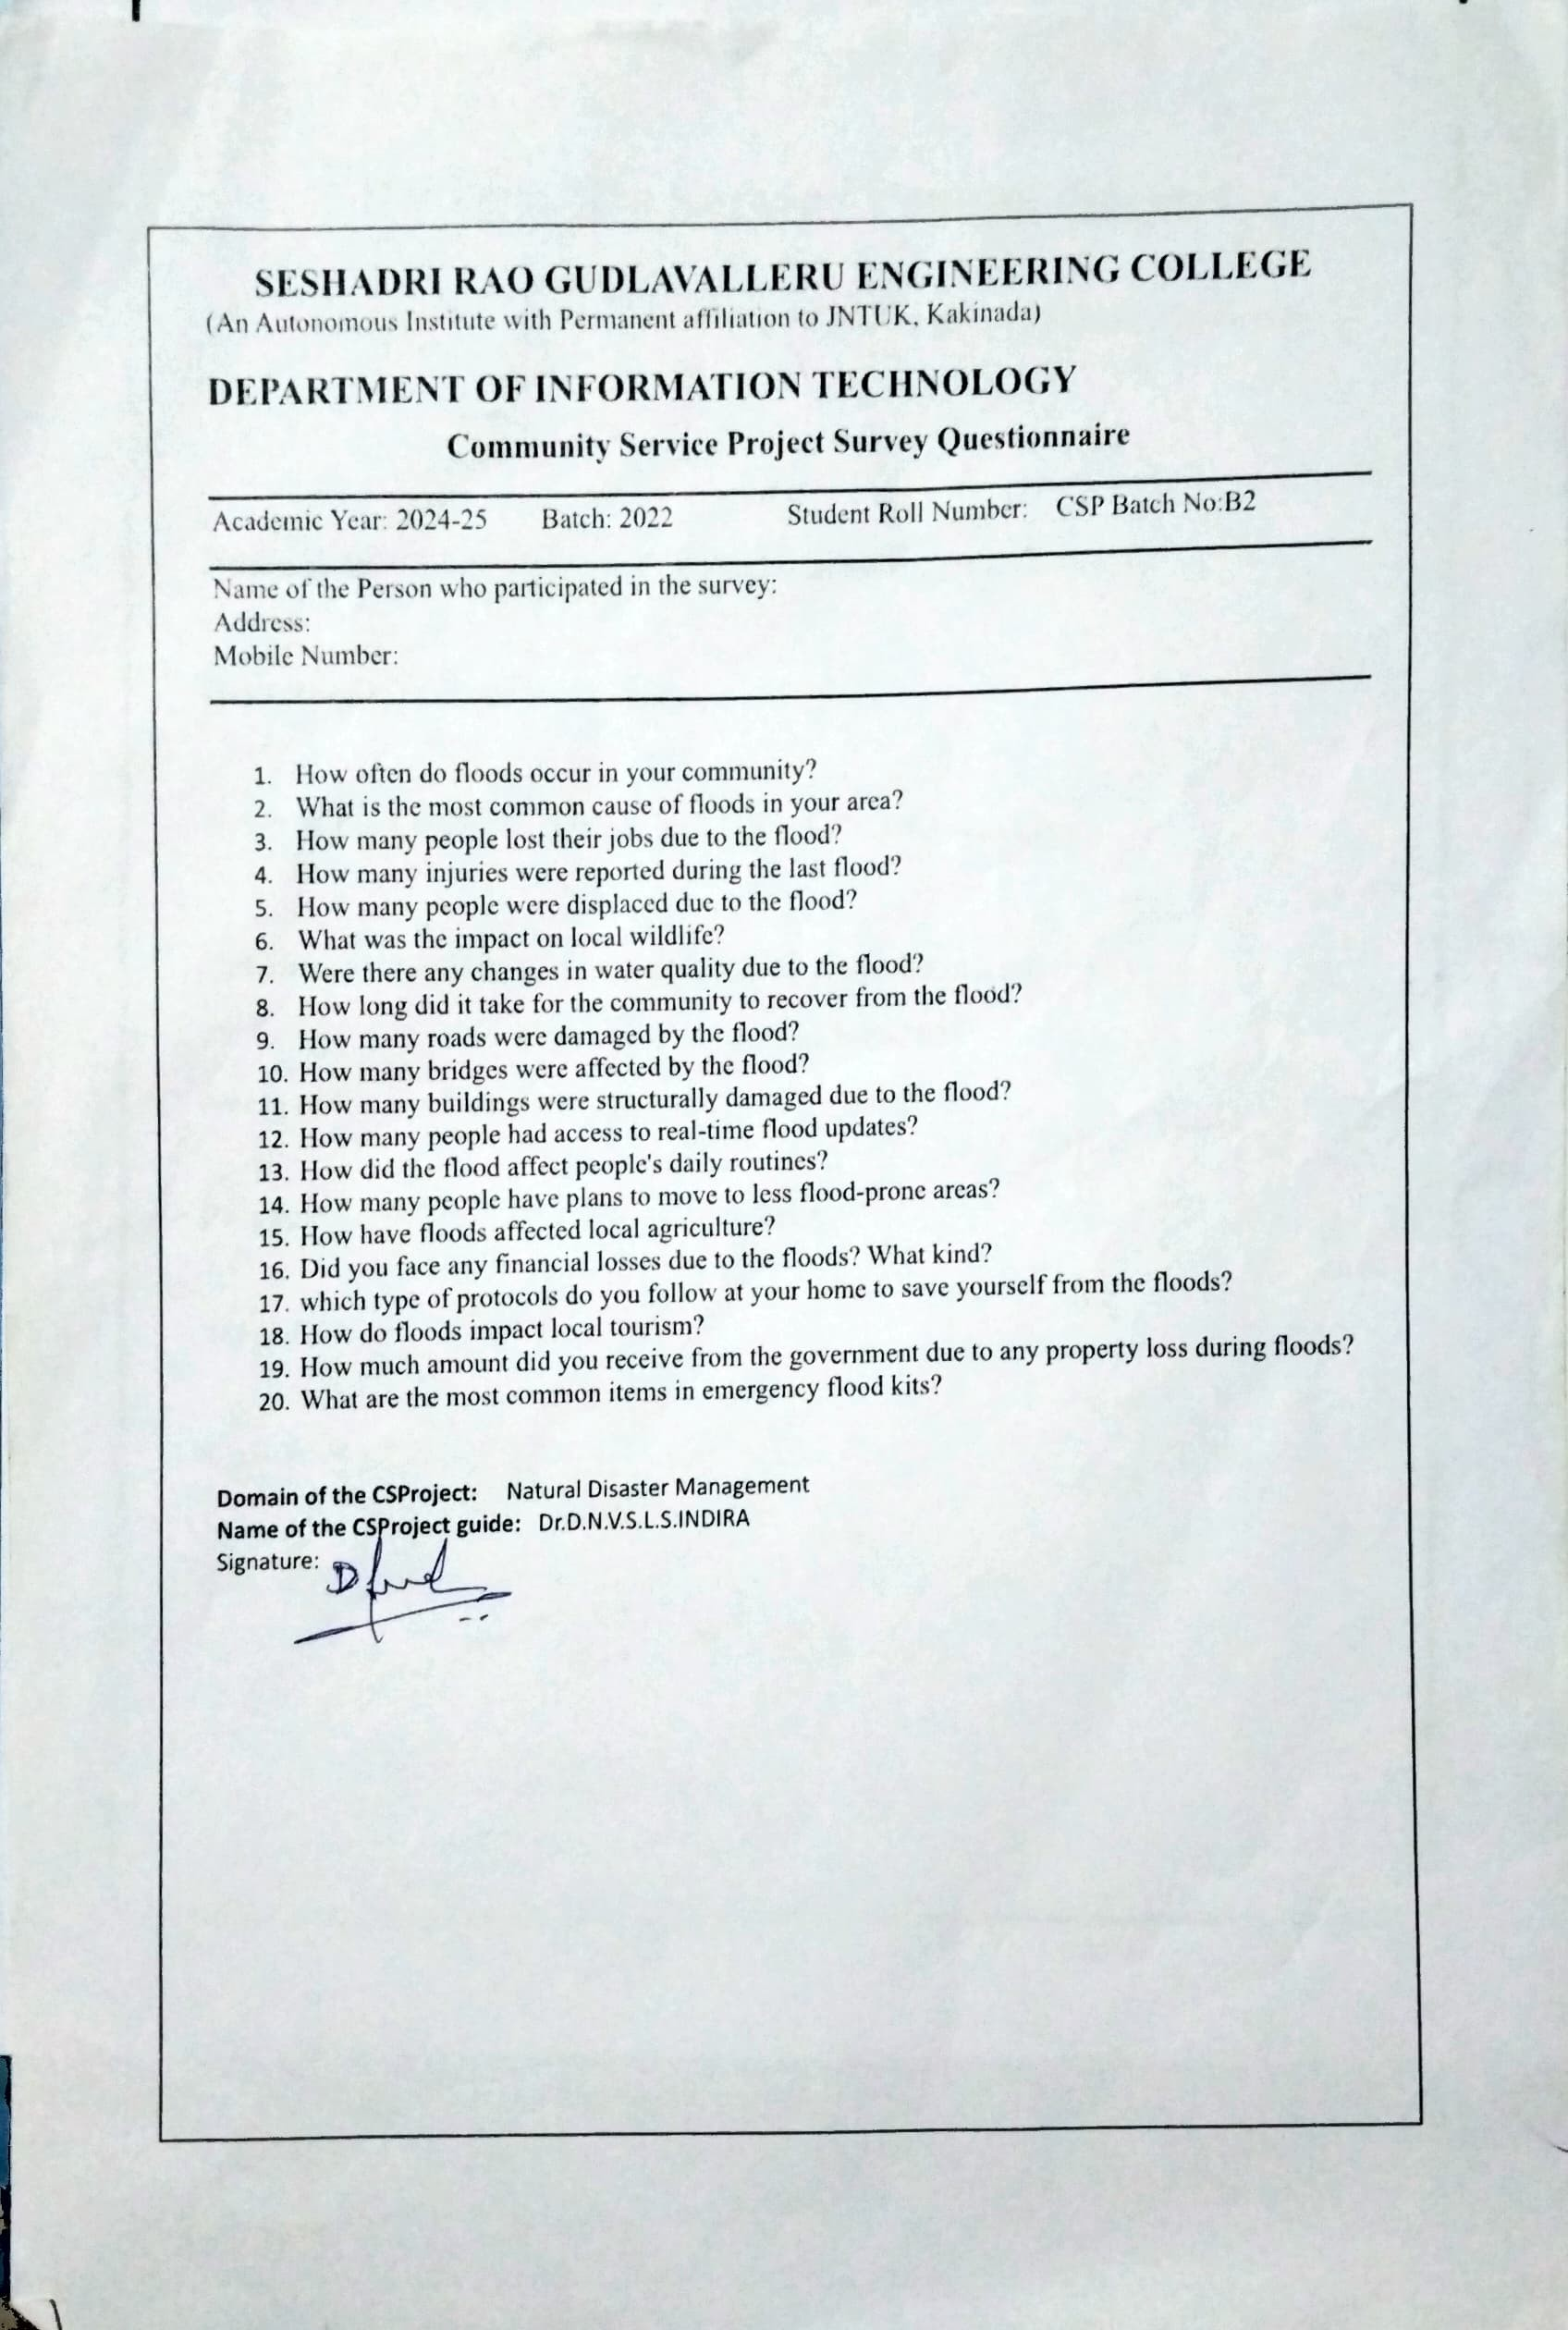 SESHADRI RAO GUDLAVALLERU ENGINEERING COLLEGE
(An Autonomous Institute with Permanent affiliation to JNTUK, Kakinada)
DEPARTMENT OF INFORMATION TECHNOLOGY
Community Service Project Survey Questionnaire
Academic Year: 2024-25 Batch: 2022 Student Roll Number: CSP Batch No:B2
Name of the Person who participated in the survey:
Address:
Mobile Number:
1. How often do floods occur in your community?
2. What is the most common cause of floods in your area?
3. How many people lost their jobs due to the flood?
4. How many injuries were reported during the last flood?
5. How many people were displaced due to the flood?
6. What was the impact on local wildlife?
7. Were there any changes in water quality due to the flood?
8. How long did it take for the community to recover from the flood?
9. How many roads were damaged by the flood?
10. How many bridges were affected by the flood?
11. How many buildings were structurally damaged due to the flood?
12. How many people had access to real-time flood updates?
13. How did the flood affect people's daily routines?
14. How many people have plans to move to less flood-prone areas?
15. How have floods affected local agriculture?
16. Did you face any financial losses due to the floods? What kind?
17. which type of protocols do you follow at your home to save yourself from the floods?
18. How do floods impact local tourism?
19. How much amount did you receive from the government due to any property loss during floods?
20. What are the most common items in emergency flood kits?
Domain of the CSProject: Natural Disaster Management
Name of the CSProject guide: Dr.D.N.V.S.L.S.INDIRA
Signature: